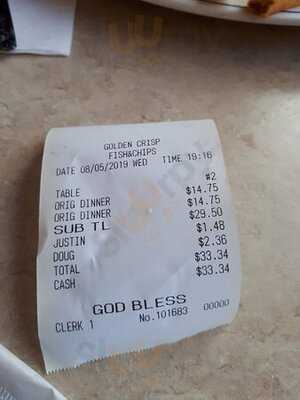 GOLDEN CRISP
FISH&CHIPS
DATE 08/05/2019 WED TIME 19:16
TABLE #2
ORIG DINNER $14.75
ORIG DINNER $14.75
SUB TL $29.50
JUSTIN $1.48
DOUG $2.36
TOTAL $33.34
CASH $33.34
GOD BLESS
CLERK 1 No.101683 00000